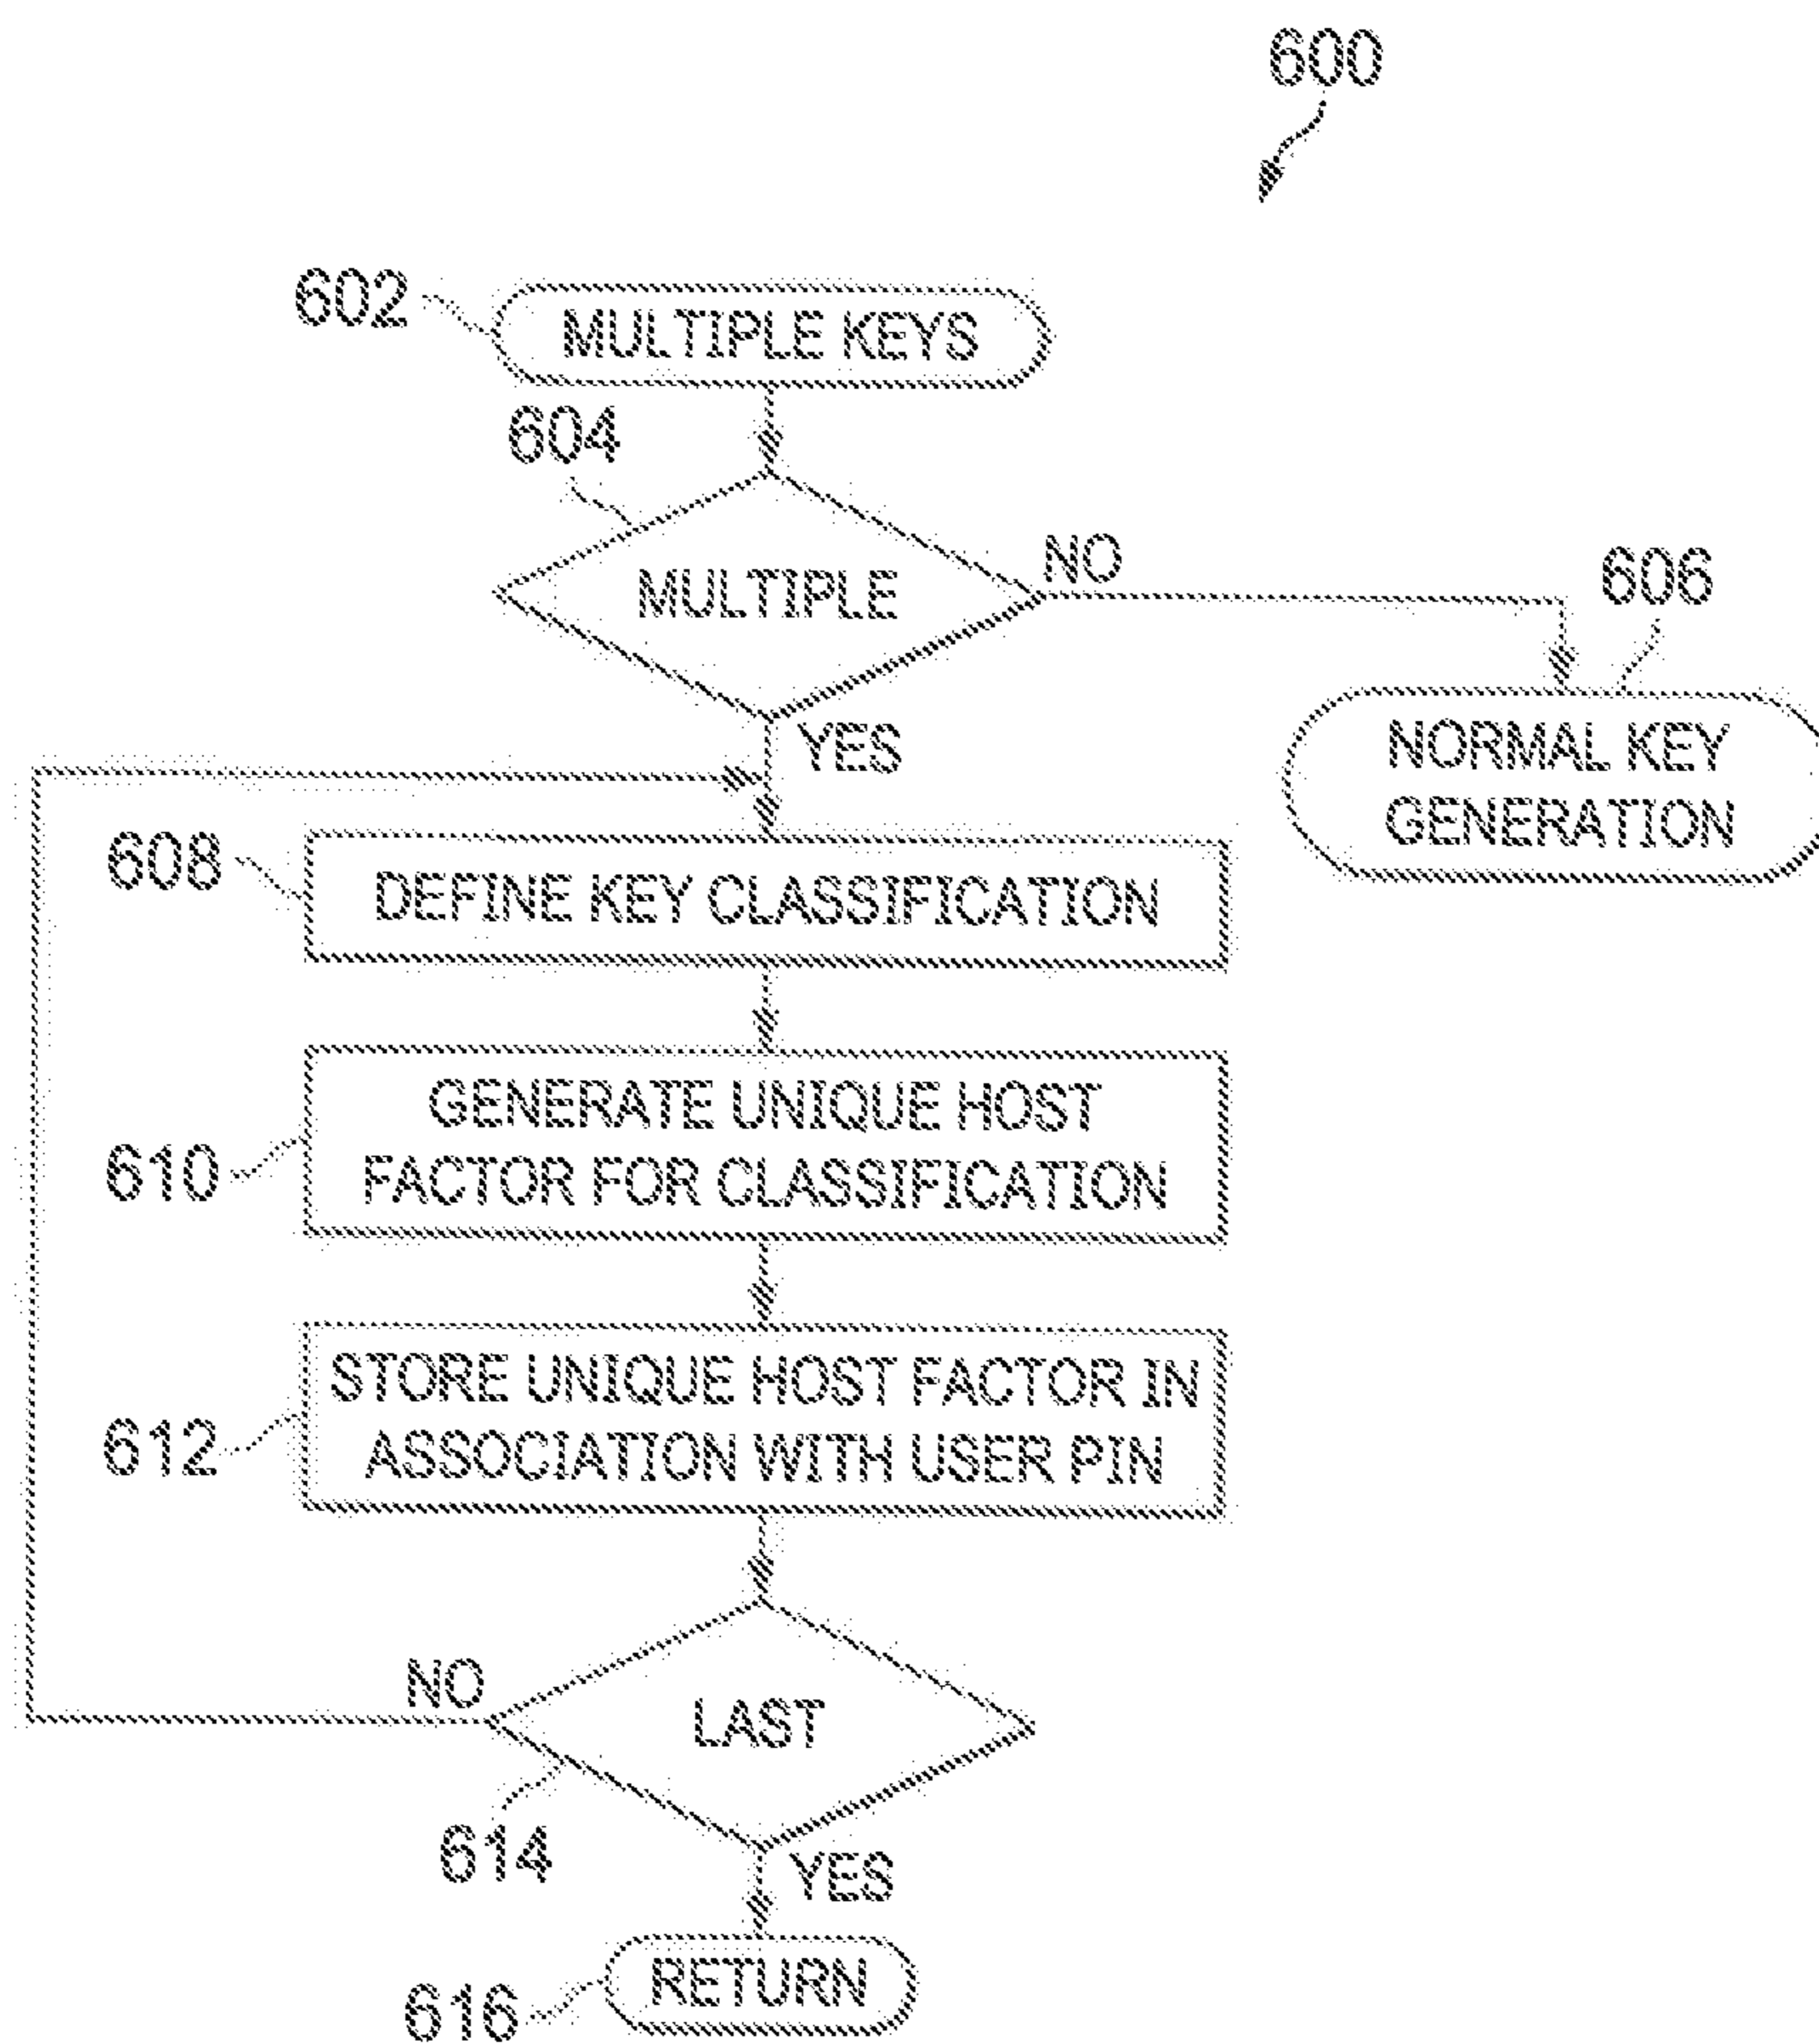 600
602
MULTIPLE KEYS
604
MULTIPLE
NO
606
YES
NORMAL KEY
GENERATION
608
DEFINE KEY CLASSIFICATION
610
GENERATE UNIQUE HOST
FACTOR FOR CLASSIFICATION
612
STORE UNIQUE HOST FACTOR IN
ASSOCIATION WITH USER PIN
NO
LAST
614
YES
616
RETURN